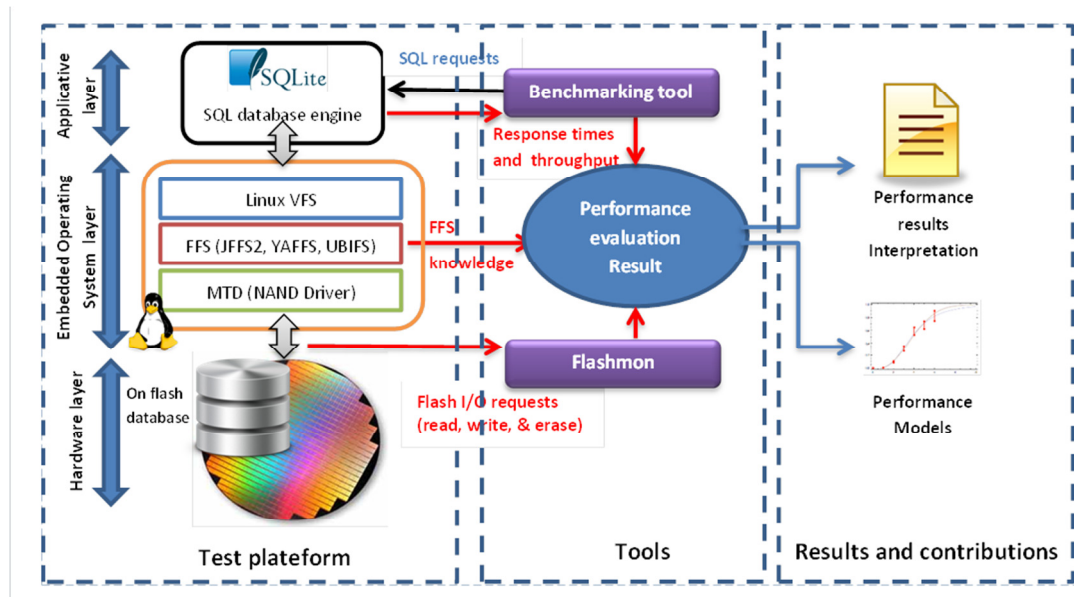 Applicative
layer
SQLite
SQL database engine
SQL requests
Benchmarking tool
Response times
and throughput
Embedded Operating
System layer
Linux VFS
FFS (JFFS2, YAFFS, UBIFS)
MTD (NAND Driver)
FFS
knowledge
Performance
evaluation
Result
Performance
results
Interpretation
Hardware layer
On flash
database
Flashmon
Flash I/O requests
(read, write, & erase)
Performance
Models
Test plateform
Tools
Results and contributions